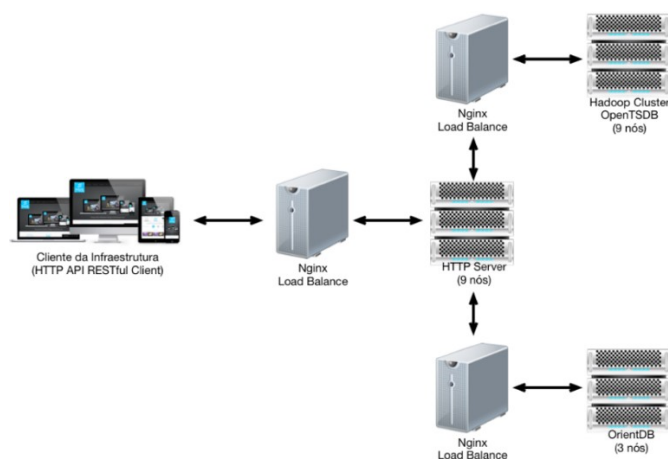 Nginx
Load Balance
Hadoop Cluster
OpenTSDB
(9 nós)
Cliente da Infraestrutura
(HTTP API RESTful Client)
Nginx
Load Balance
HTTP Server
(9 nós)
Nginx
Load Balance
OrientDB
(3 nós)